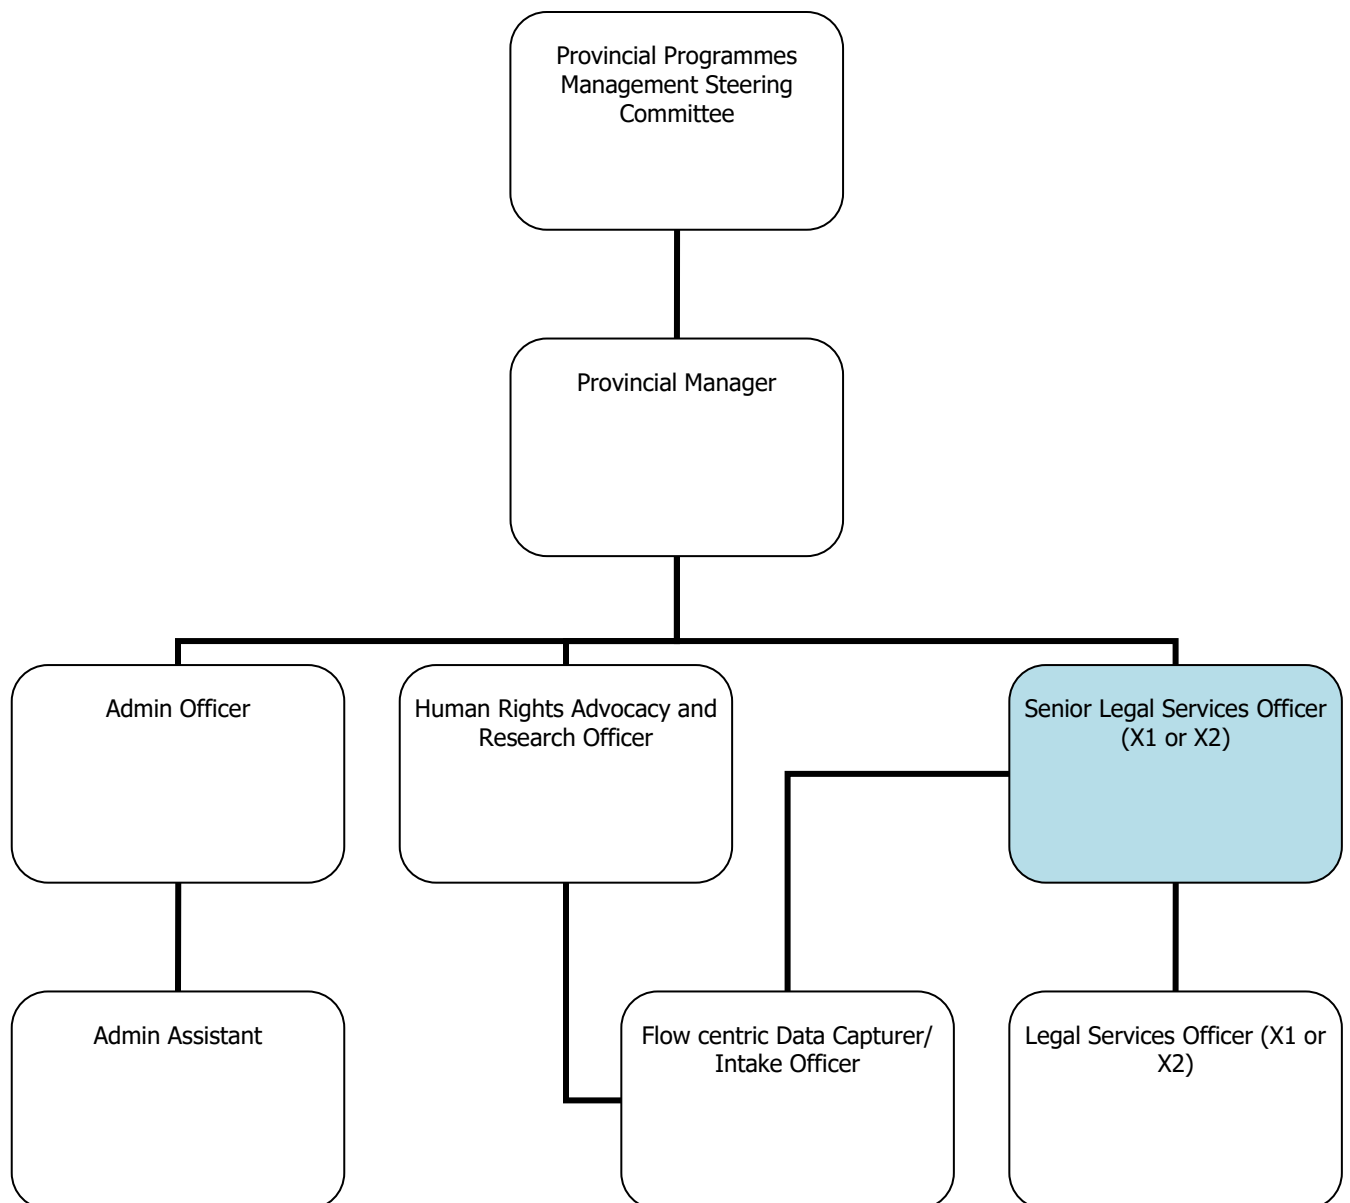 Provincial Programmes
Management Steering
Committee
Provincial Manager
Admin Officer
Human Rights Advocacy and
Research Officer
Senior Legal Services Officer
(X1 or X2)
Admin Assistant
Flow centric Data Capturer/
Intake Officer
Legal Services Officer (X1 or
X2)